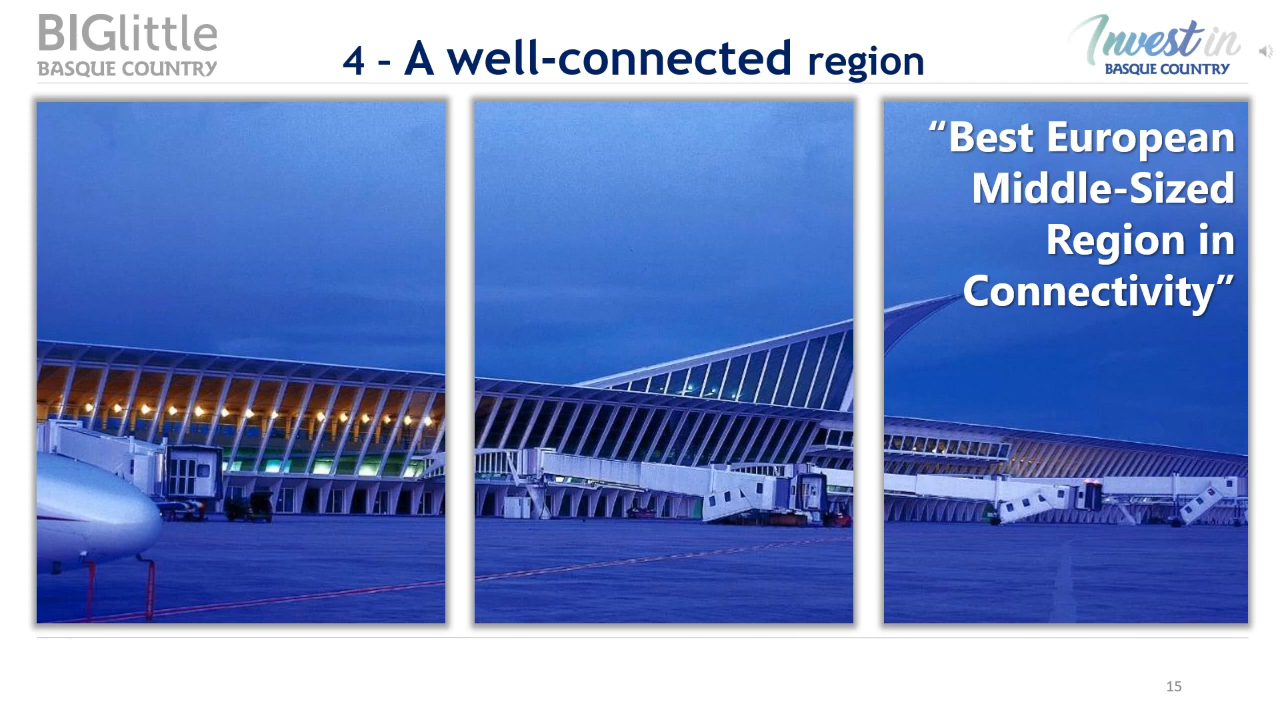 BIGlittle
BASQUE COUNTRY
4 – A well-connected region
Invest in
BASQUE COUNTRY
“Best European
Middle-Sized
Region in
Connectivity”
15